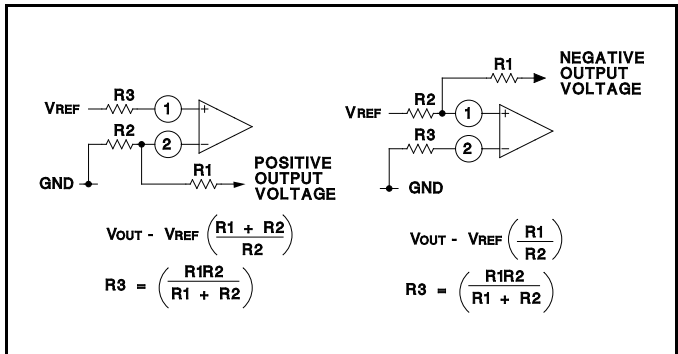 R3
VREF
1
+
R2
2
−
R1
GND
POSITIVE
OUTPUT
VOLTAGE
VOUT - VREF (R1 + R2 / R2)
R3 = (R1R2 / R1 + R2)
R1
NEGATIVE
OUTPUT
VOLTAGE
R2
VREF
1
+
R3
2
−
GND
VOUT - VREF (R1 / R2)
R3 = (R1R2 / R1 + R2)